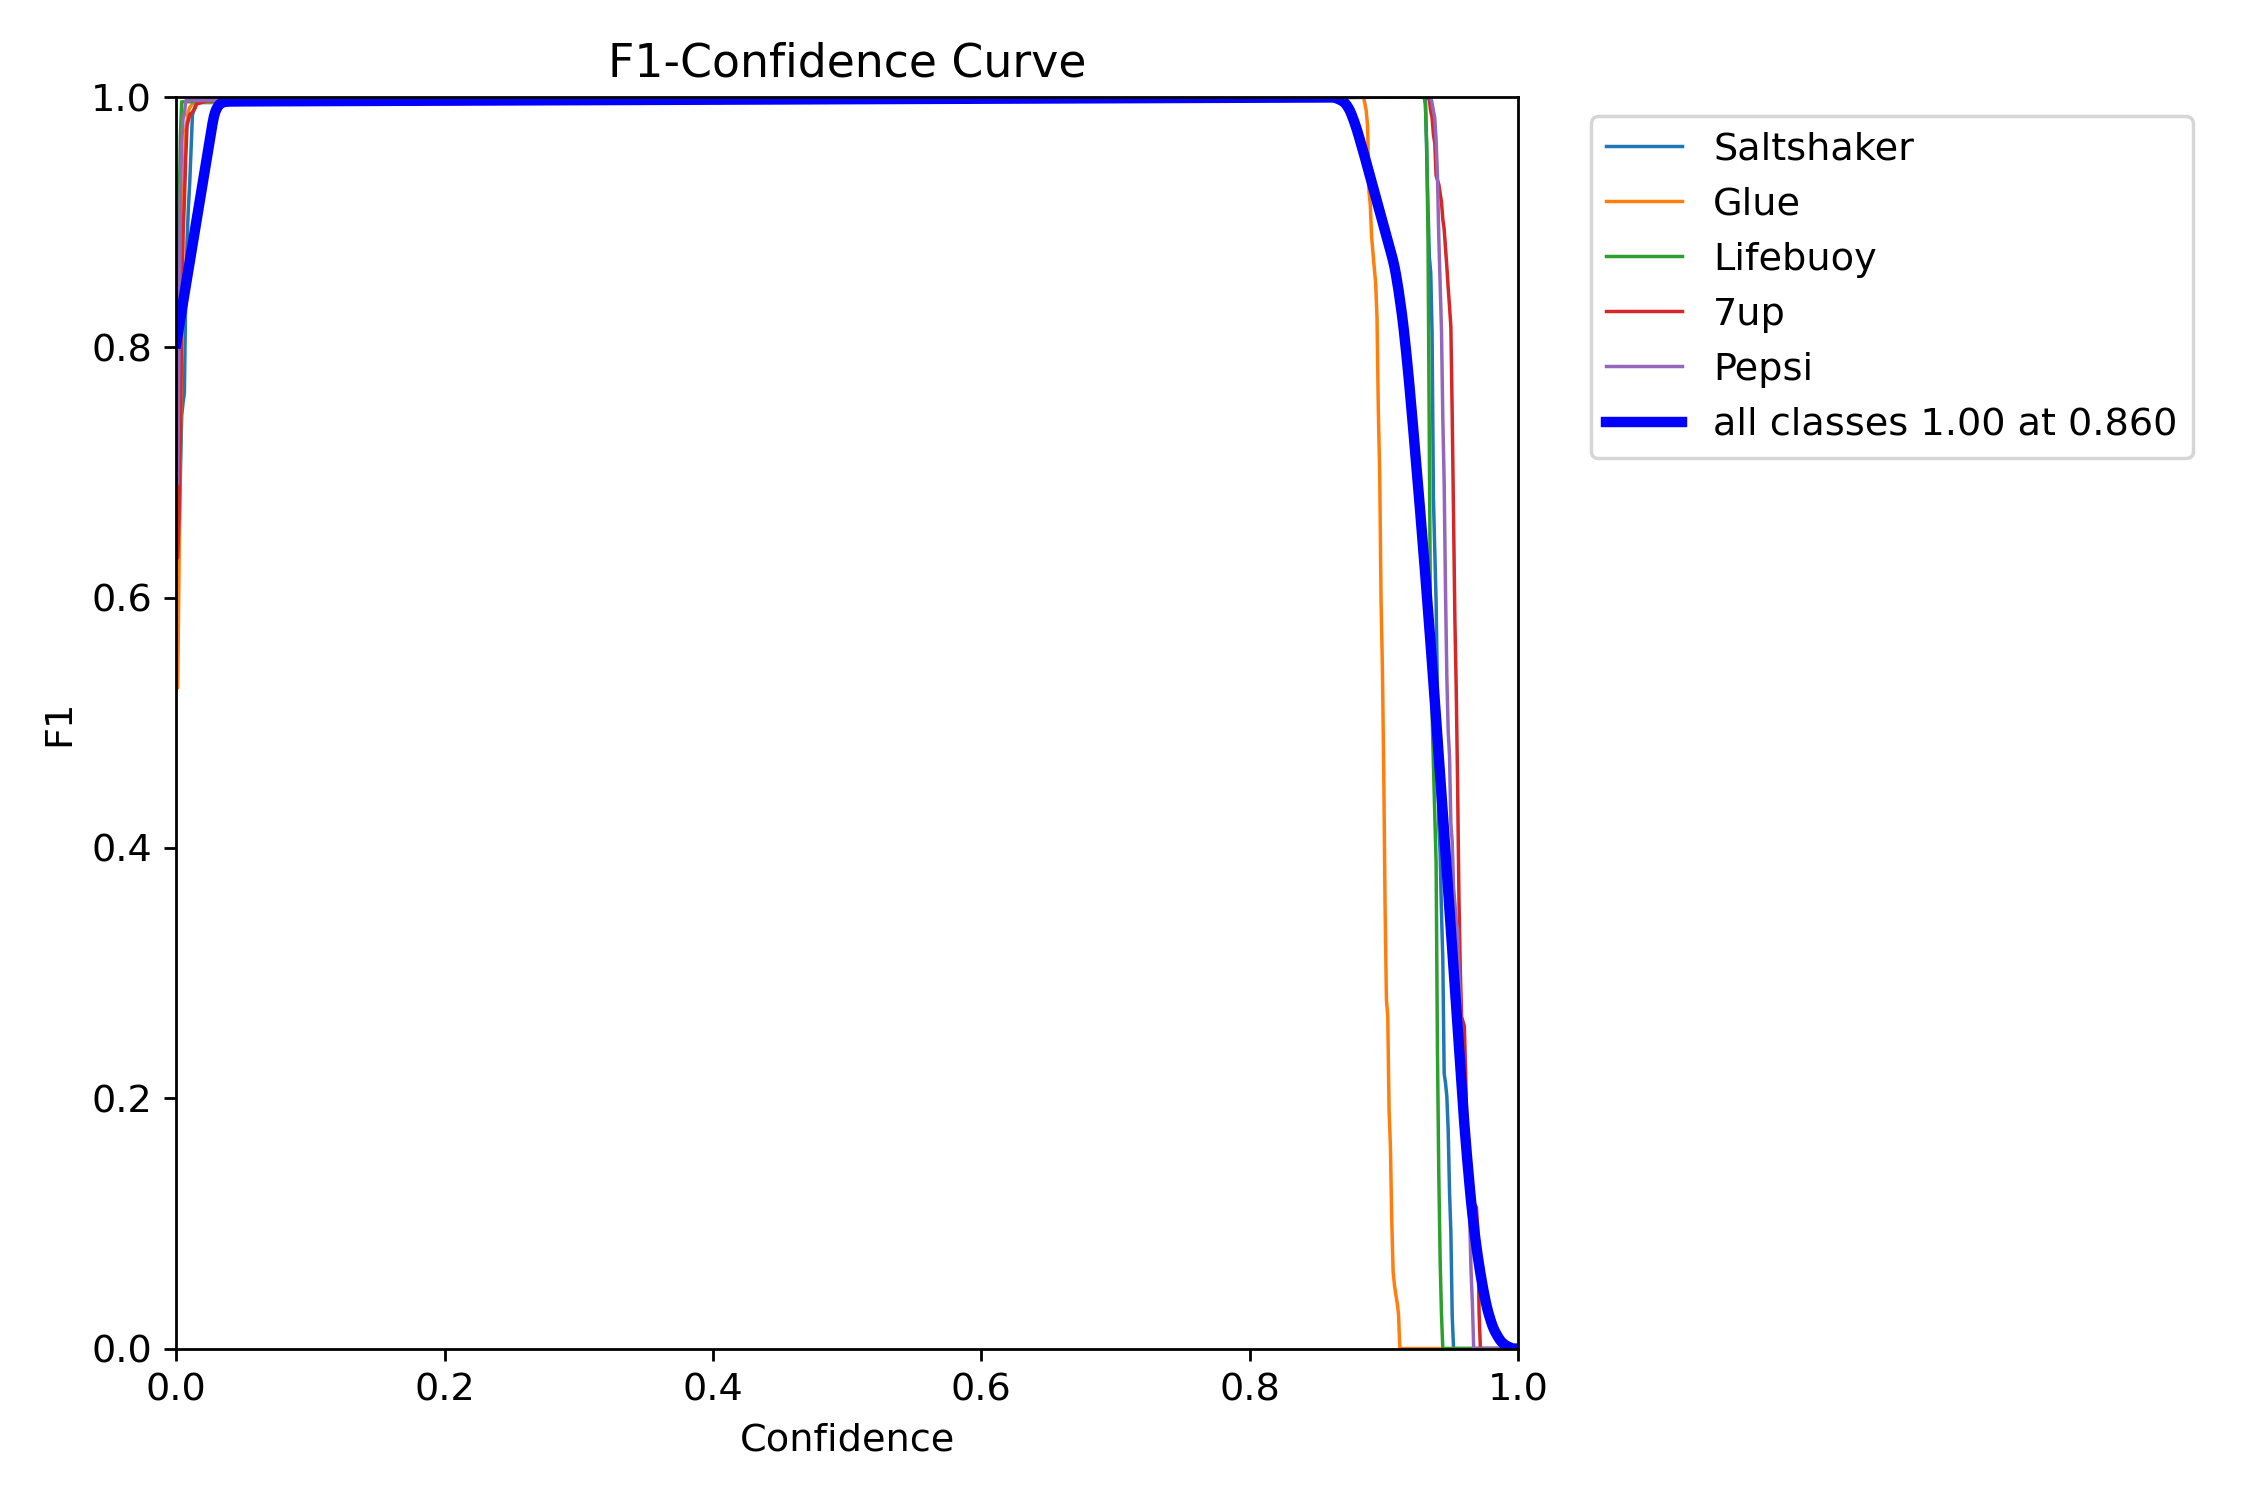 F1-Confidence Curve
1.0
0.8
0.6
0.4
0.2
0.0
F1
0.0 0.2 0.4 0.6 0.8 1.0
Confidence
Saltshaker
Glue
Lifebuoy
7up
Pepsi
all classes 1.00 at 0.860